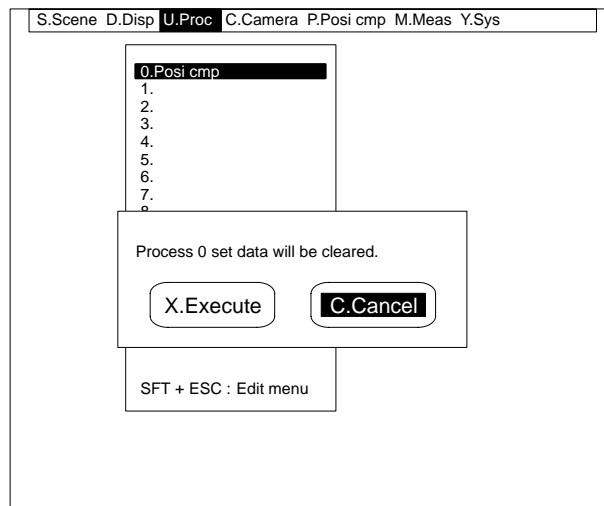 S.Scene D.Disp U.Proc C.Camera P.Posi cmp M.Meas Y.Sys
0.Posi cmp
1.
2.
3.
4.
5.
6.
7.
8.
Process 0 set data will be cleared.
X.Execute C.Cancel
SFT + ESC : Edit menu